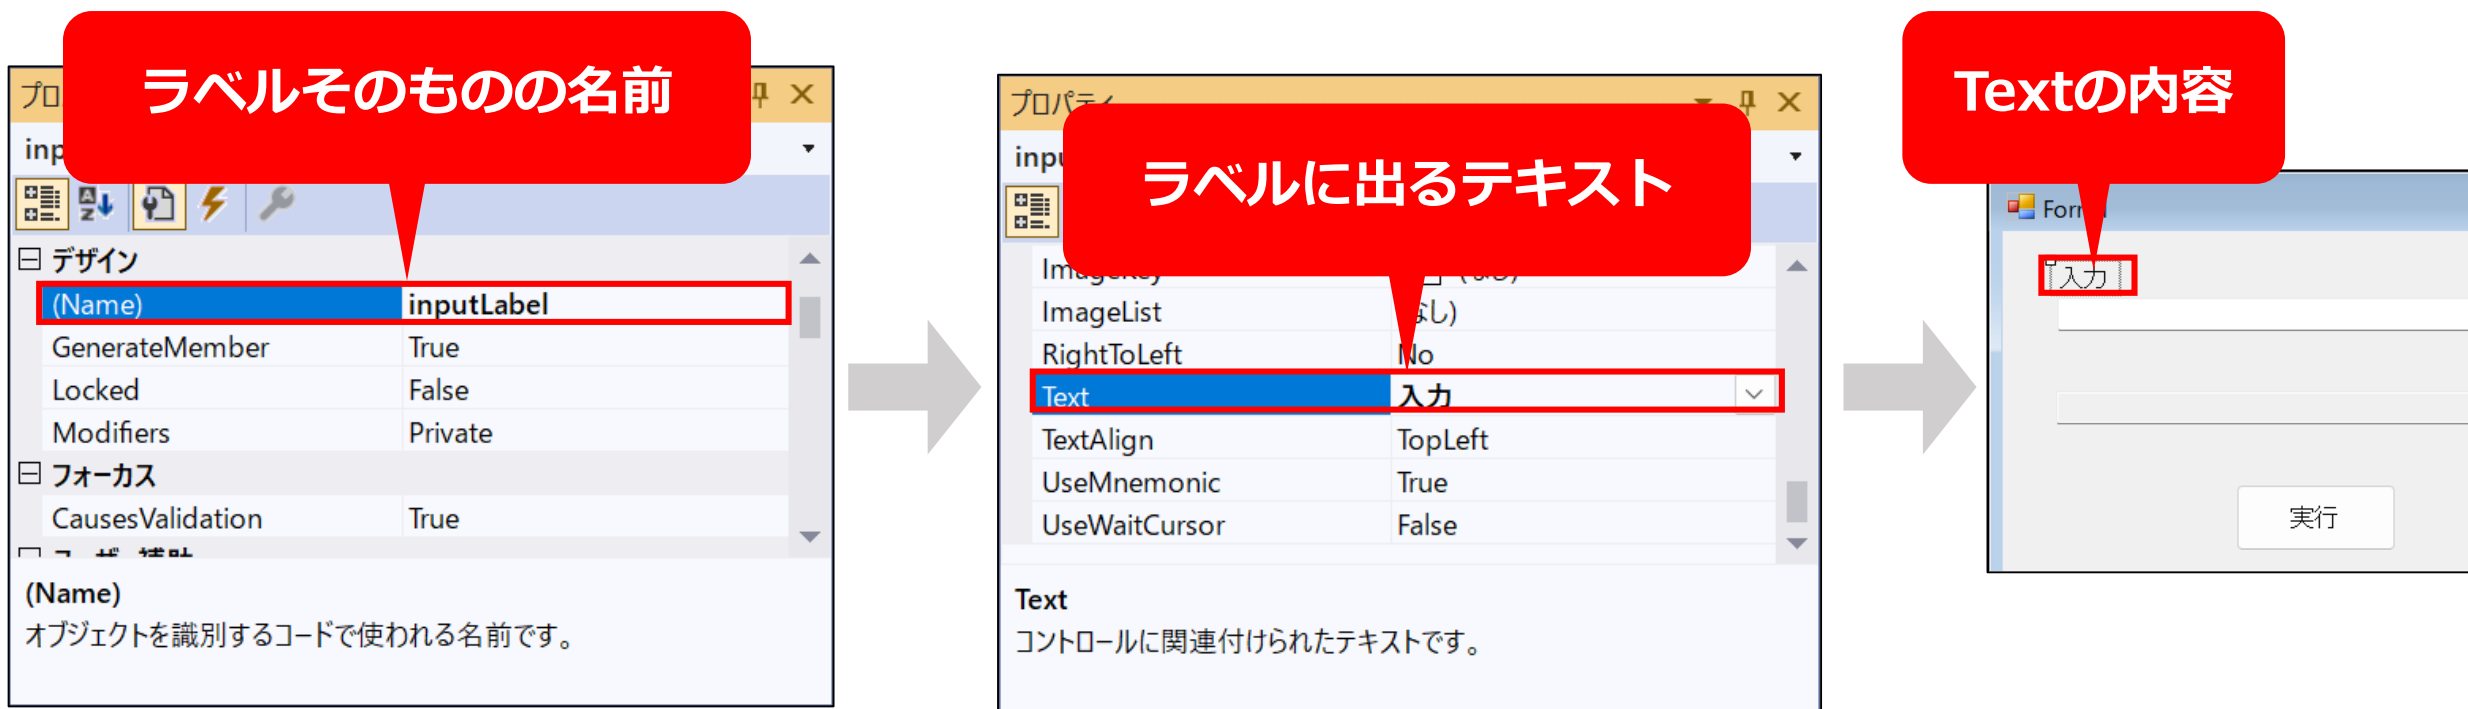 ラベルそのものの名前
プロ
inp
デザイン
(Name) inputLabel
GenerateMember True
Locked False
Modifiers Private
フォーカス
CausesValidation True
(Name)
オブジェクトを識別するコードで使われる名前です。
プロパティ
ラベルに出るテキスト
inpu
ImageList
RightToLeft No
Text 入力
TextAlign TopLeft
UseMnemonic True
UseWaitCursor False
Text
コントロールに関連付けられたテキストです。
Textの内容
入力
実行